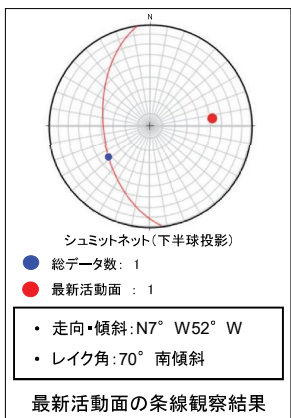 N
シュミットネット(下半球投影)
総データ数： 1
最新活動面 ： 1
・ 走向・傾斜：N7° W52° W
・ レイク角：70° 南傾斜
最新活動面の条線観察結果